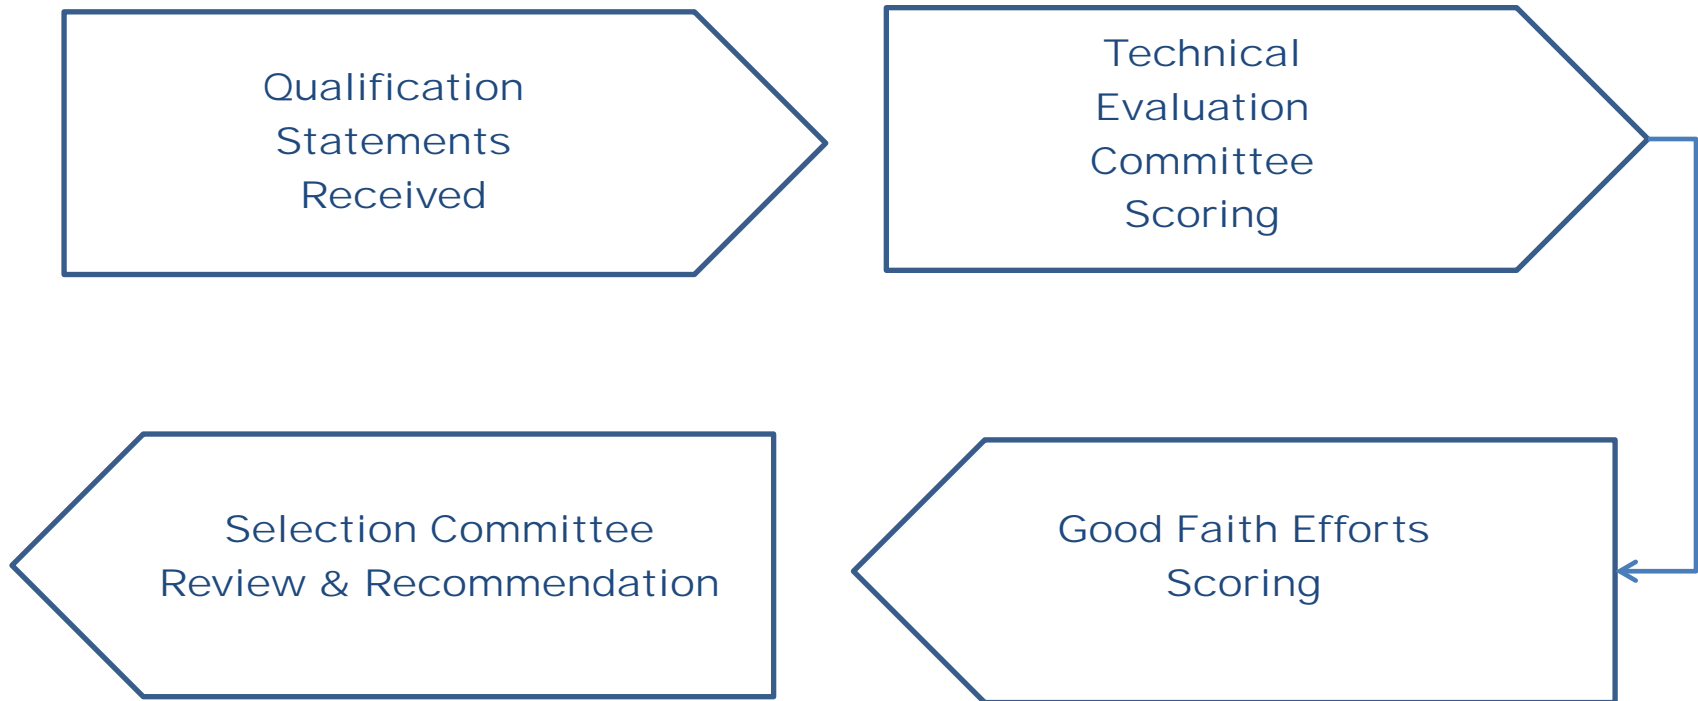 Qualification
Statements
Received
Technical
Evaluation
Committee
Scoring
Selection Committee
Review & Recommendation
Good Faith Efforts
Scoring